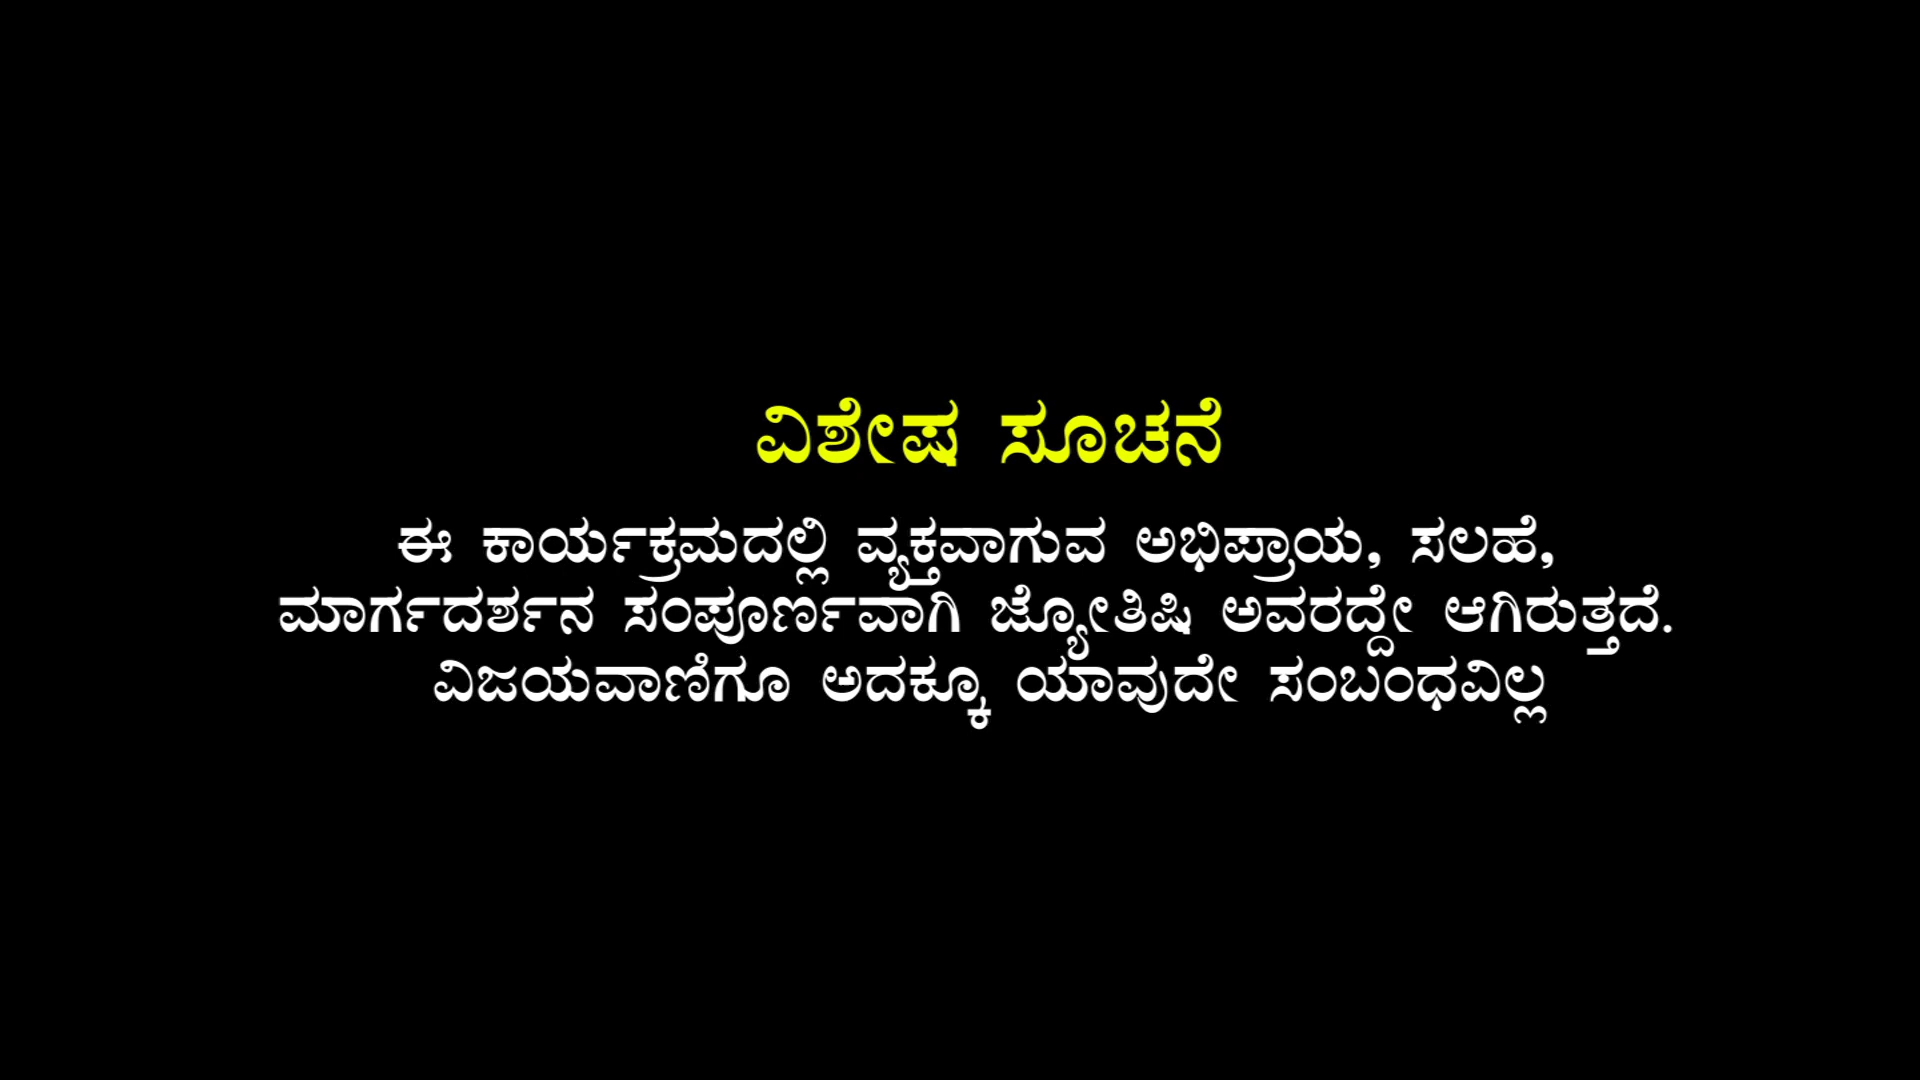 ವಿಶೇಷ ಸೂಚನೆ
ಈ ಕಾರ್ಯಕ್ರಮದಲ್ಲಿ ವ್ಯಕ್ತವಾಗುವ ಅಭಿಪ್ರಾಯ, ಸಲಹೆ,
ಮಾರ್ಗದರ್ಶನ ಸಂಪೂರ್ಣವಾಗಿ ಜ್ಯೋತಿಷಿ ಅವರದ್ದೇ ಆಗಿರುತ್ತದೆ.
ವಿಜಯವಾಣಿಗೂ ಅದಕ್ಕೂ ಯಾವುದೇ ಸಂಬಂಧವಿಲ್ಲ